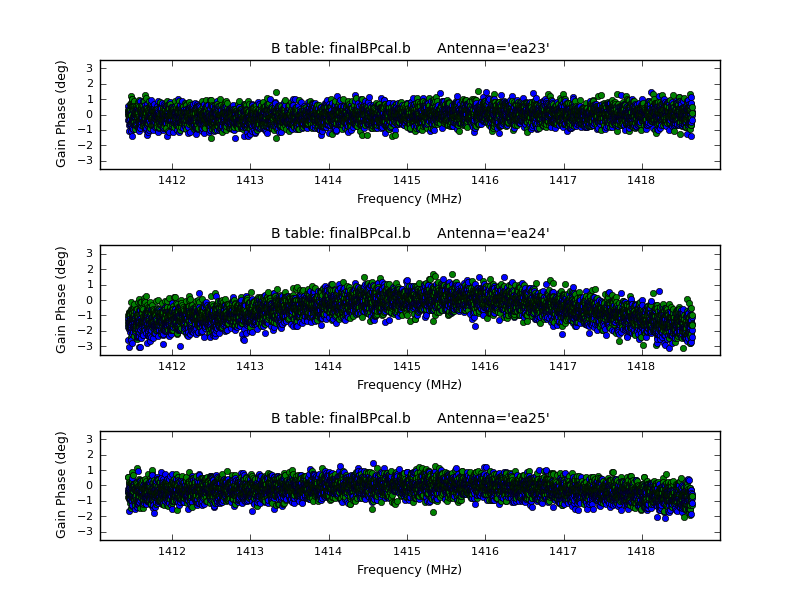 B table: finalBPcal.b Antenna='ea23'
Gain Phase (deg)
3
2
1
0
−1
−2
−3
1412 1413 1414 1415 1416 1417 1418
Frequency (MHz)
B table: finalBPcal.b Antenna='ea24'
Gain Phase (deg)
3
2
1
0
−1
−2
−3
1412 1413 1414 1415 1416 1417 1418
Frequency (MHz)
B table: finalBPcal.b Antenna='ea25'
Gain Phase (deg)
3
2
1
0
−1
−2
−3
1412 1413 1414 1415 1416 1417 1418
Frequency (MHz)